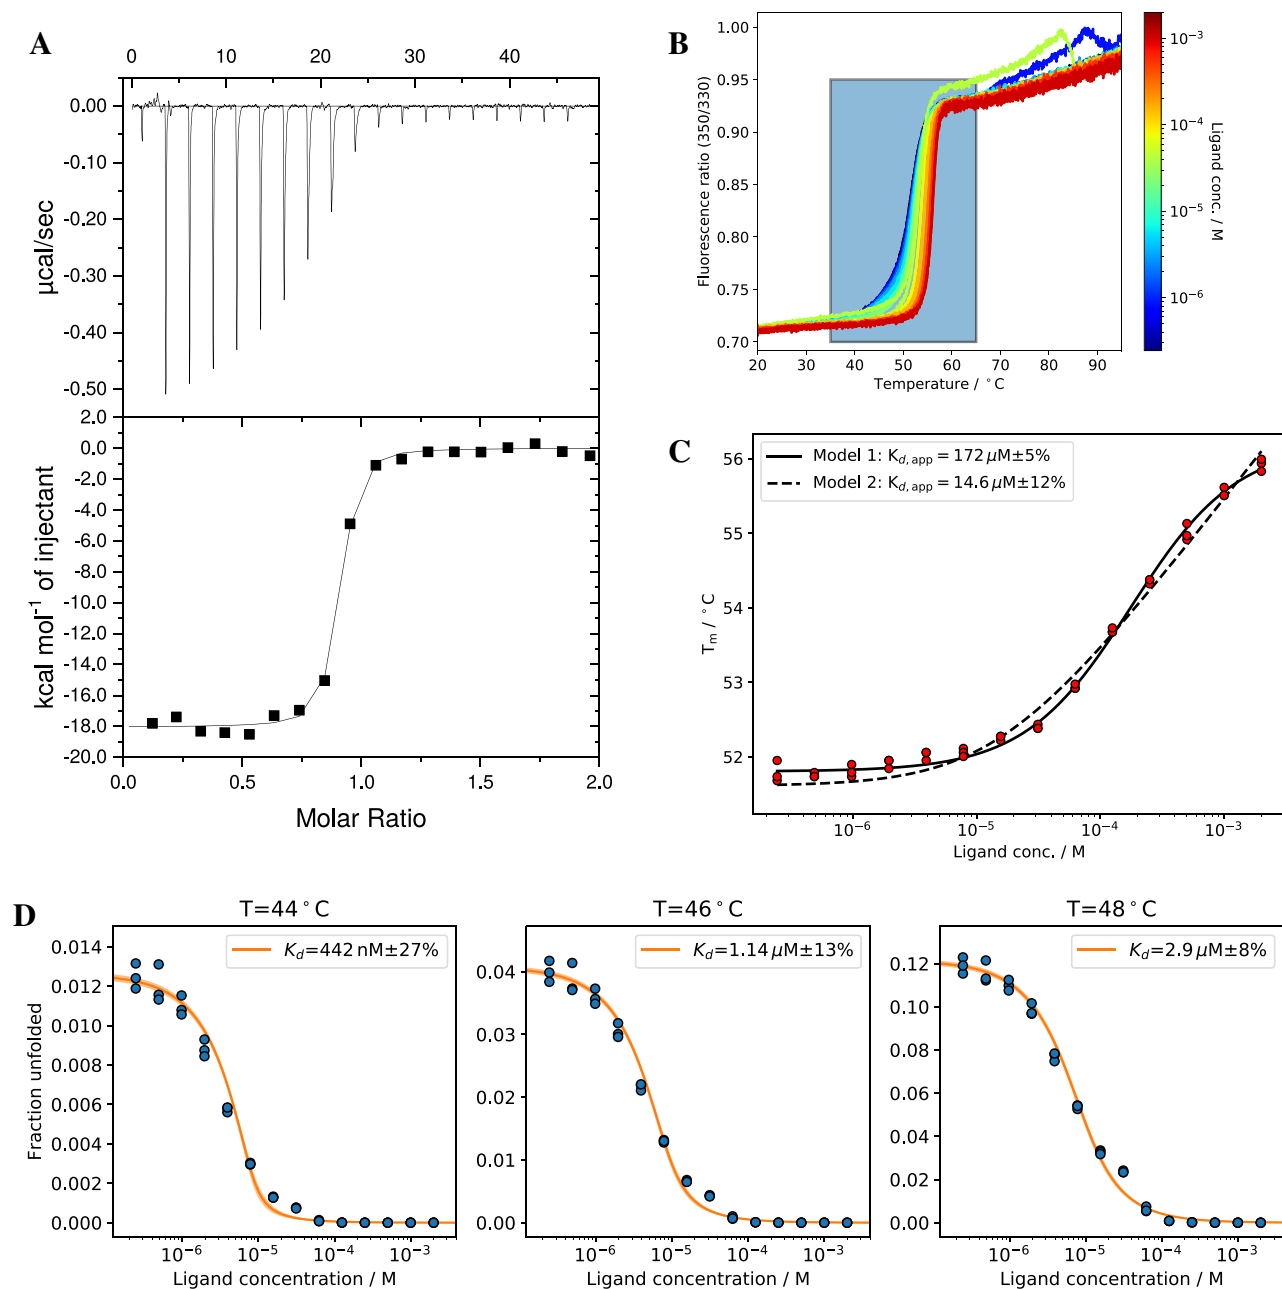 A
0 10 20 30 40
0.00
-0.10
-0.20
-0.30
-0.40
-0.50
µcal/sec
2.0
0.0
-2.0
-4.0
-6.0
-8.0
-10.0
-12.0
-14.0
-16.0
-18.0
-20.0
kcal mol⁻¹ of injectant
0.0 0.5 1.0 1.5 2.0
Molar Ratio
B
1.00
0.95
0.90
0.85
0.80
0.75
0.70
Fluorescence ratio (350/330)
20 30 40 50 60 70 80 90
Temperature / °C
10⁻³
10⁻⁴
10⁻⁵
10⁻⁶
Ligand conc. / M
C
Model 1: K_{d,app} = 172 µM±5%
Model 2: K_{d,app} = 14.6 µM±12%
56
55
54
53
52
T_m / °C
10⁻⁶ 10⁻⁵ 10⁻⁴ 10⁻³
Ligand conc. / M
D
T=44°C
K_d=442 nM±27%
0.014
0.012
0.010
0.008
0.006
0.004
0.002
0.000
Fraction unfolded
10⁻⁶ 10⁻⁵ 10⁻⁴ 10⁻³
Ligand concentration / M
T=46°C
K_d=1.14 µM±13%
0.04
0.03
0.02
0.01
0.00
10⁻⁶ 10⁻⁵ 10⁻⁴ 10⁻³
Ligand concentration / M
T=48°C
K_d=2.9 µM±8%
0.12
0.10
0.08
0.06
0.04
0.02
0.00
10⁻⁶ 10⁻⁵ 10⁻⁴ 10⁻³
Ligand concentration / M